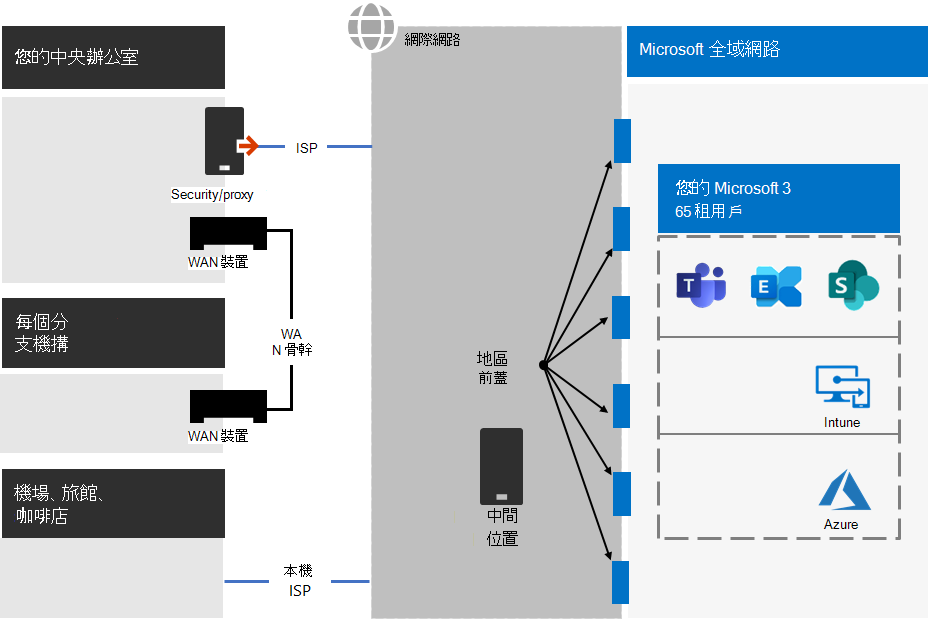 您的中央辦公室
網際網路
Microsoft 全域網路
ISP
Security/proxy
WAN 裝置
每個分
支機構
WA
N 骨幹
WAN 裝置
機場、旅館、
咖啡店
本機
ISP
地區
前蓋
中間
位置
您的 Microsoft 3
65 租用戶
T
E
S
Intune
Azure